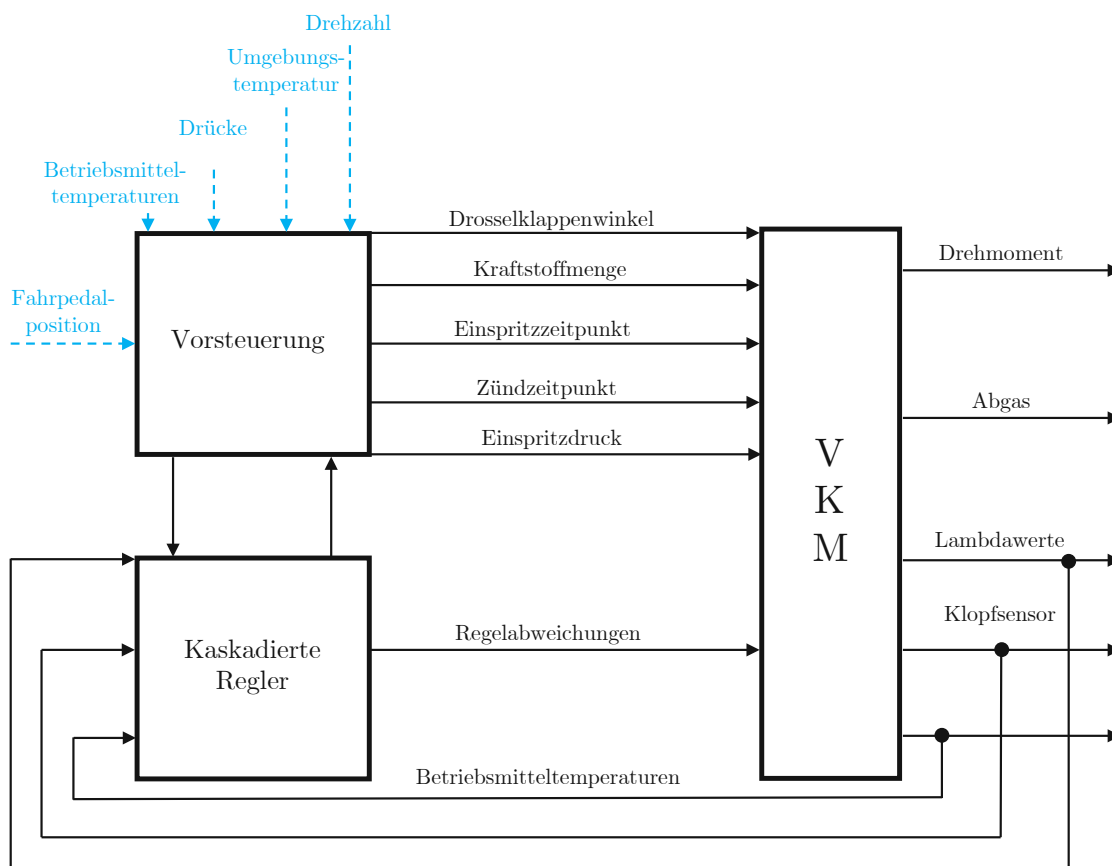 Drehzahl
Umgebungs-
temperatur
Drücke
Betriebsmittel-
temperaturen
Fahrpedal-
position
Vorsteuerung
Drosselklappenwinkel
Kraftstoffmenge
Einspritzzeitpunkt
Zündzeitpunkt
Einspritzdruck
V
K
M
Drehmoment
Abgas
Lambdawerte
Klopfsensor
Kaskadierte
Regler
Regelabweichungen
Betriebsmitteltemperaturen